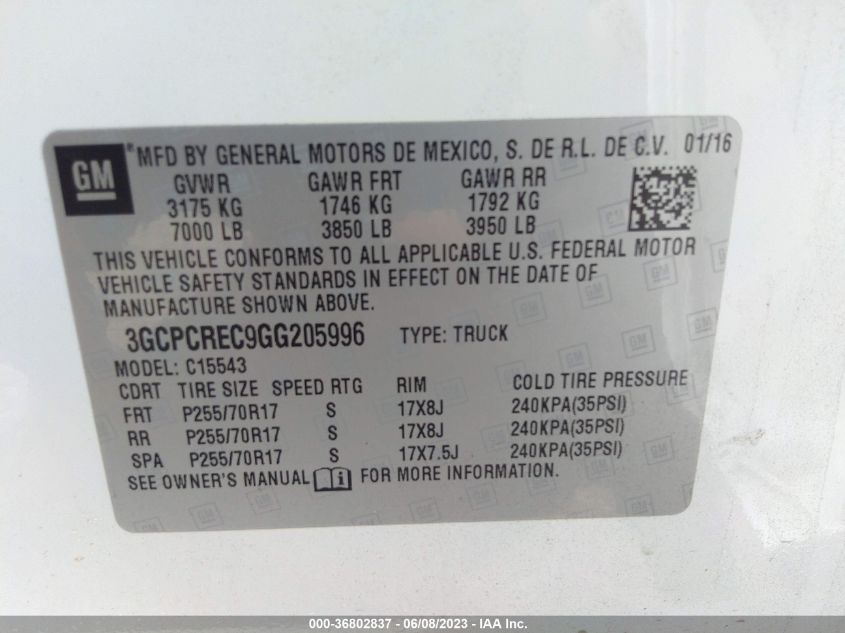 GM ® MFD BY GENERAL MOTORS DE MEXICO, S. DE R.L. DE C.V. 01/16
GVWR GAWR FRT GAWR RR
3175 KG 1746 KG 1792 KG
7000 LB 3850 LB 3950 LB
THIS VEHICLE CONFORMS TO ALL APPLICABLE U.S. FEDERAL MOTOR
VEHICLE SAFETY STANDARDS IN EFFECT ON THE DATE OF
MANUFACTURE SHOWN ABOVE.
3GCPCREC9GG205996 TYPE: TRUCK
MODEL: C15543
CDRT TIRE SIZE SPEED RTG RIM COLD TIRE PRESSURE
FRT P255/70R17 S 17X8J 240KPA(35PSI)
RR P255/70R17 S 17X8J 240KPA(35PSI)
SPA P255/70R17 S 17X7.5J 240KPA(35PSI)
SEE OWNER'S MANUAL i FOR MORE INFORMATION.
000-36802837 - 06/08/2023 - IAA Inc.